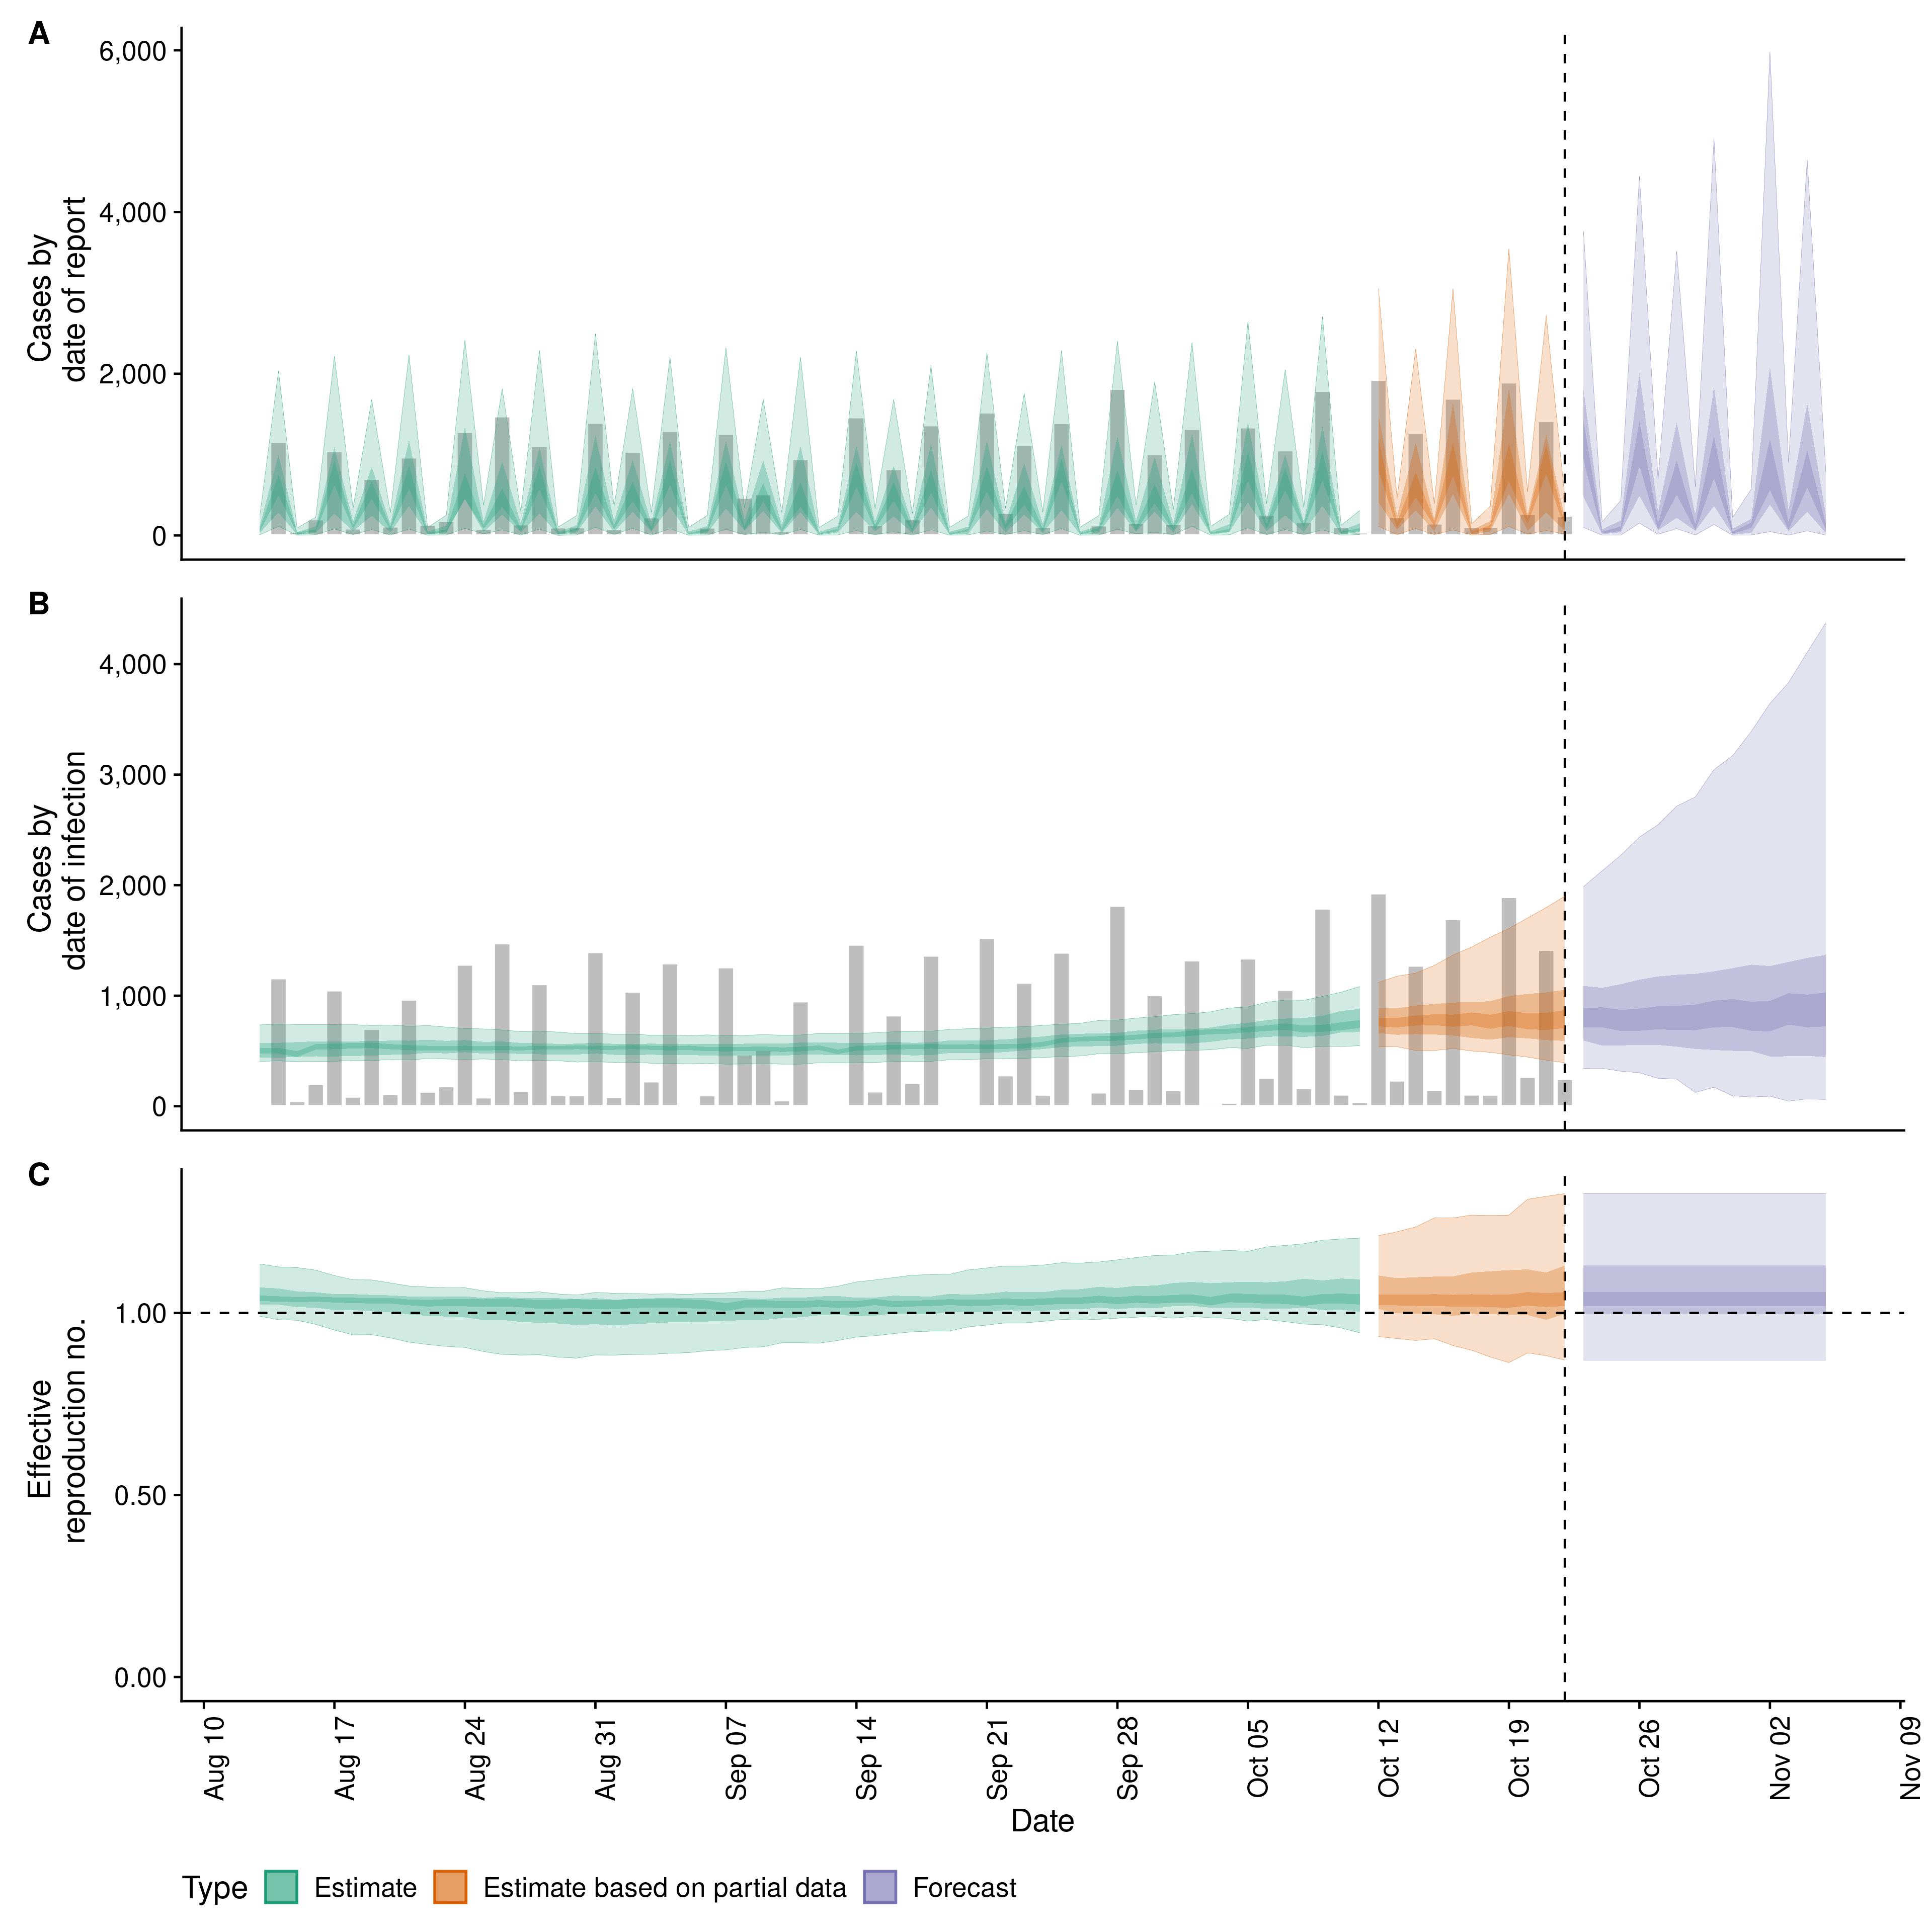 A
6,000
4,000
2,000
0
Cases by
date of report
B
4,000
3,000
2,000
1,000
0
Cases by
date of infection
C
1.00
0.50
0.00
Effective
reproduction no.
Aug 10
Aug 17
Aug 24
Aug 31
Sep 07
Sep 14
Sep 21
Sep 28
Oct 05
Oct 12
Oct 19
Oct 26
Nov 02
Nov 09
Date
Type Estimate Estimate based on partial data Forecast